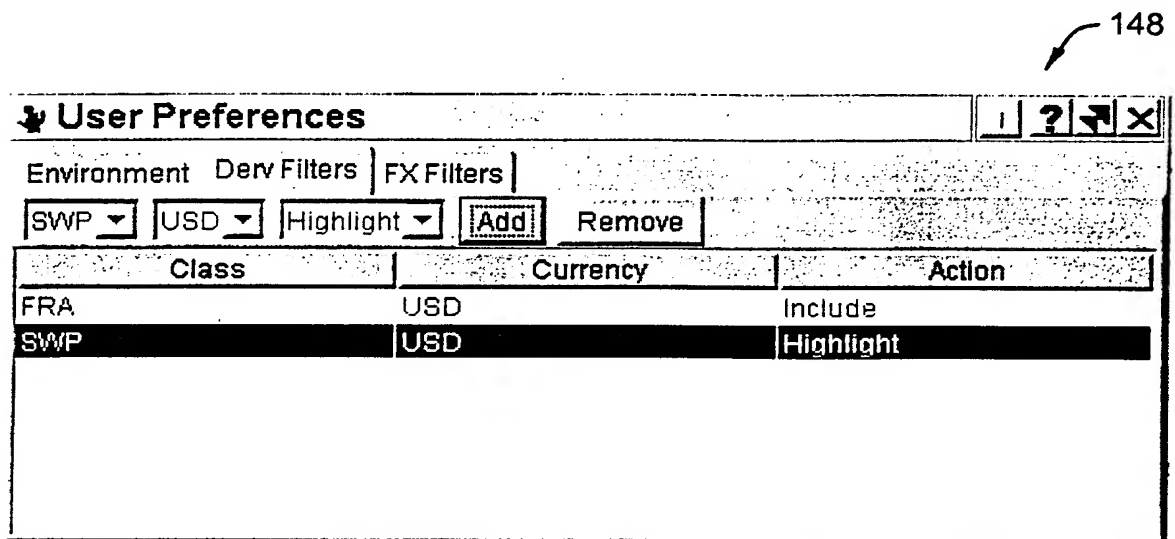 148
User Preferences
Environment Derv Filters FX Filters
SWP USD Highlight Add Remove
Class Currency Action
FRA USD Include
SWP USD Highlight